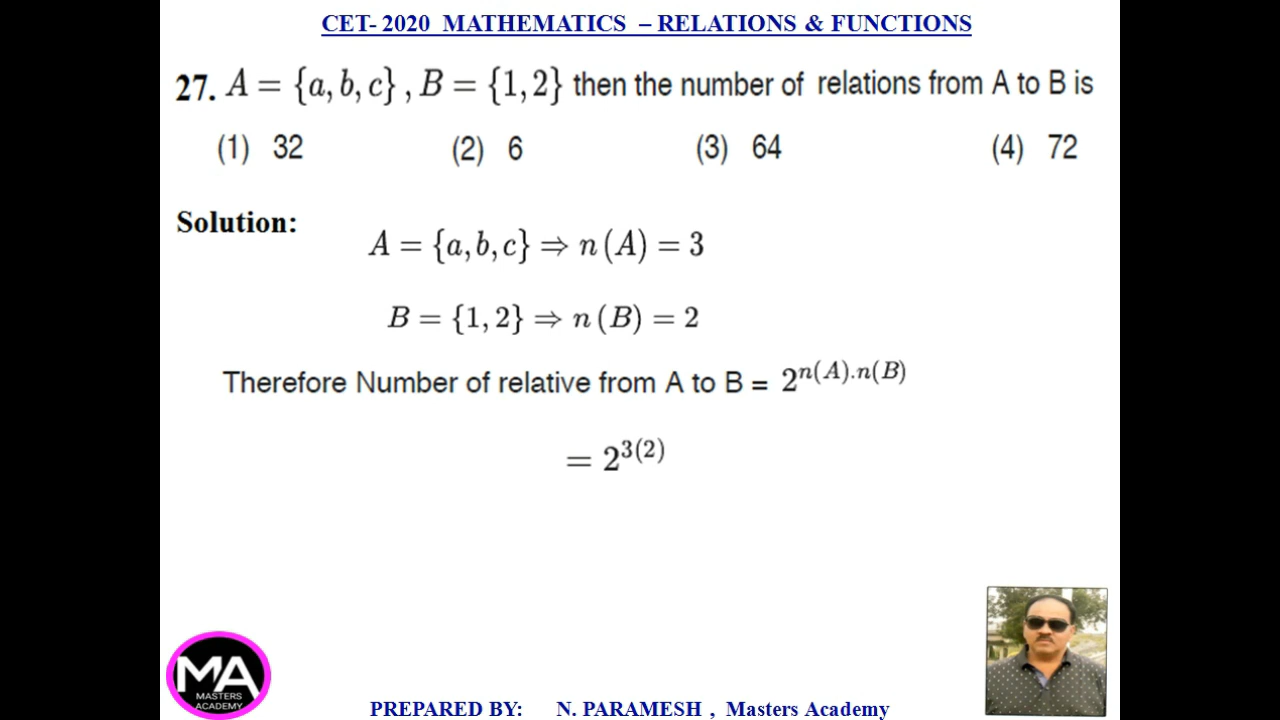 CET- 2020 MATHEMATICS – RELATIONS & FUNCTIONS
27. A = {a, b, c} , B = {1, 2} then the number of relations from A to B is
(1) 32 (2) 6 (3) 64 (4) 72
Solution:
A = {a, b, c} ⇒ n (A) = 3
B = {1, 2} ⇒ n (B) = 2
Therefore Number of relative from A to B = 2^{n(A).n(B)}
= 2^{3(2)}
MA
MASTERS
ACADEMY
PREPARED BY: N. PARAMESH , Masters Academy